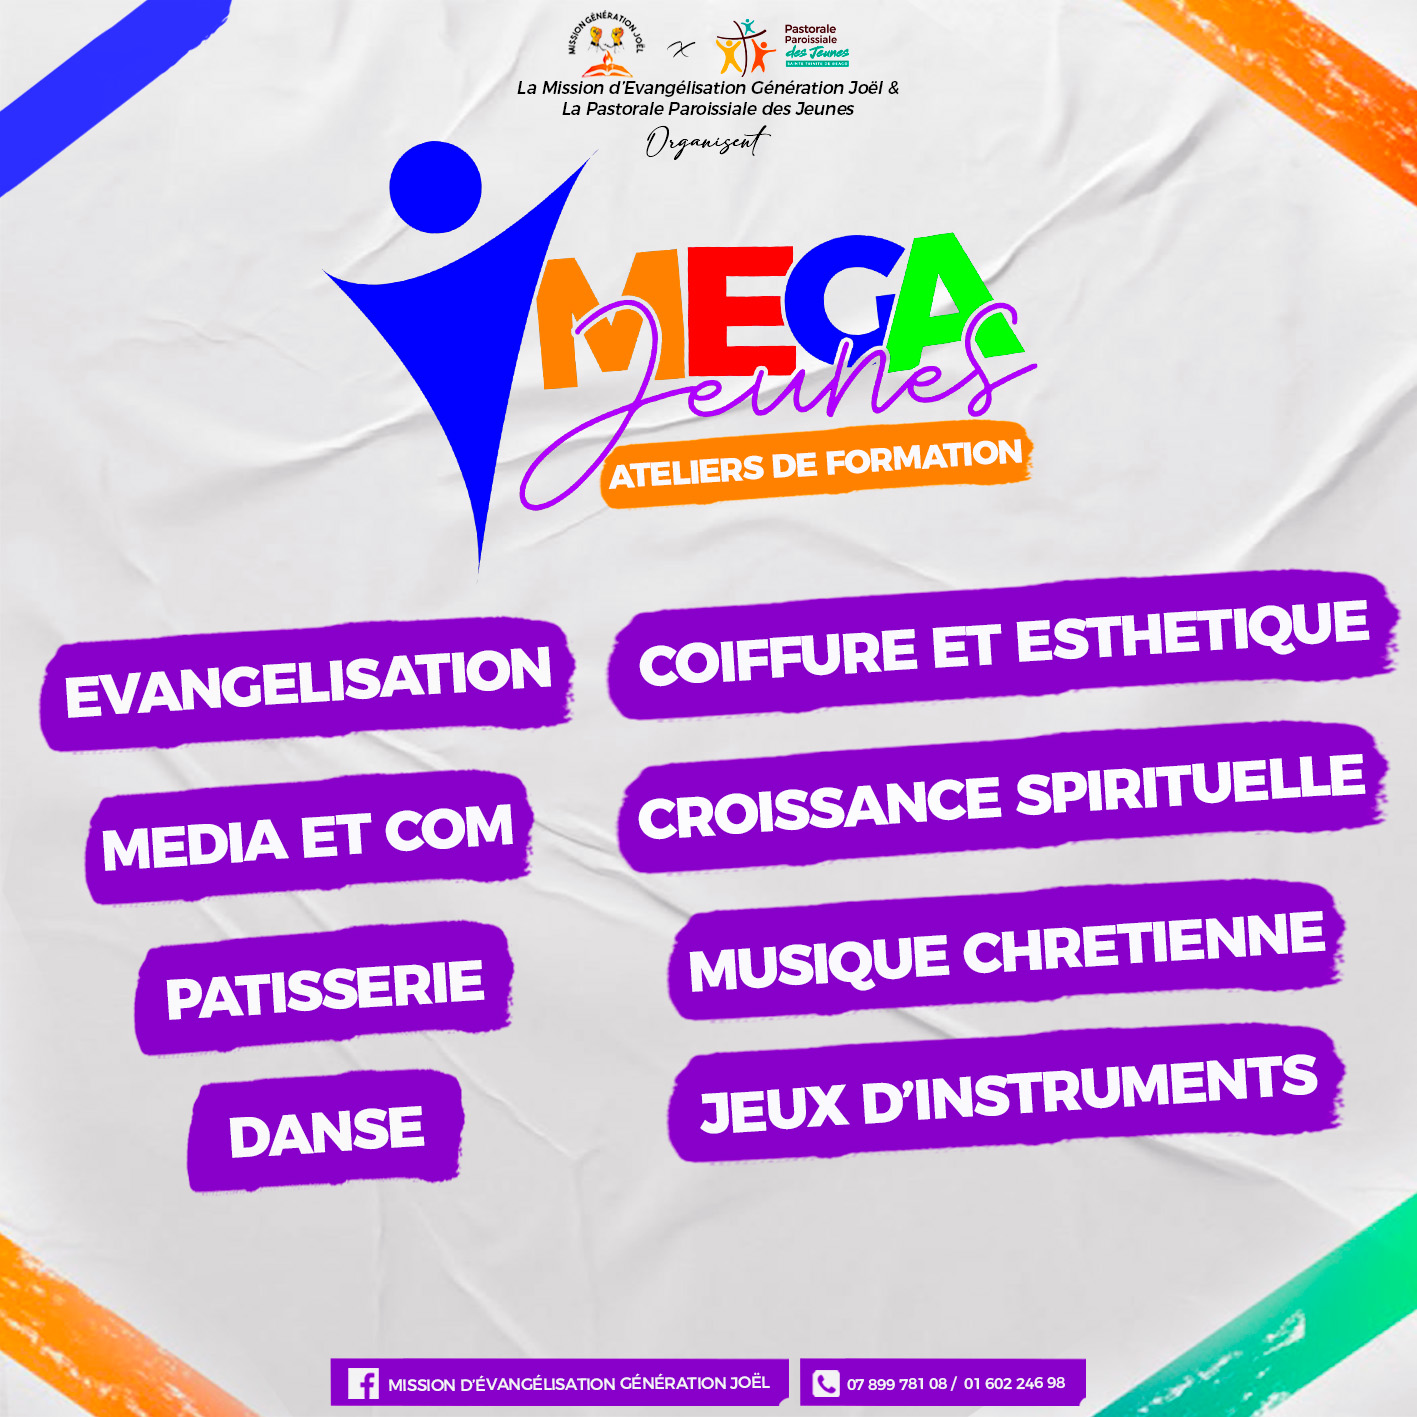 MISSION GÉNÉRATION JOËL
X
Pastorale
Paroissiale
des Jeunes
SAINTE TRINITE DE GBAGO
La Mission d'Evangélisation Génération Joël &
La Pastorale Paroissiale des Jeunes
Organisent
MEGA
Jeunes
ATELIERS DE FORMATION
EVANGELISATION
MEDIA ET COM
PATISSERIE
DANSE
COIFFURE ET ESTHETIQUE
CROISSANCE SPIRITUELLE
MUSIQUE CHRETIENNE
JEUX D'INSTRUMENTS
MISSION D'ÉVANGÉLISATION GÉNÉRATION JOËL
07 899 781 08 / 01 602 246 98